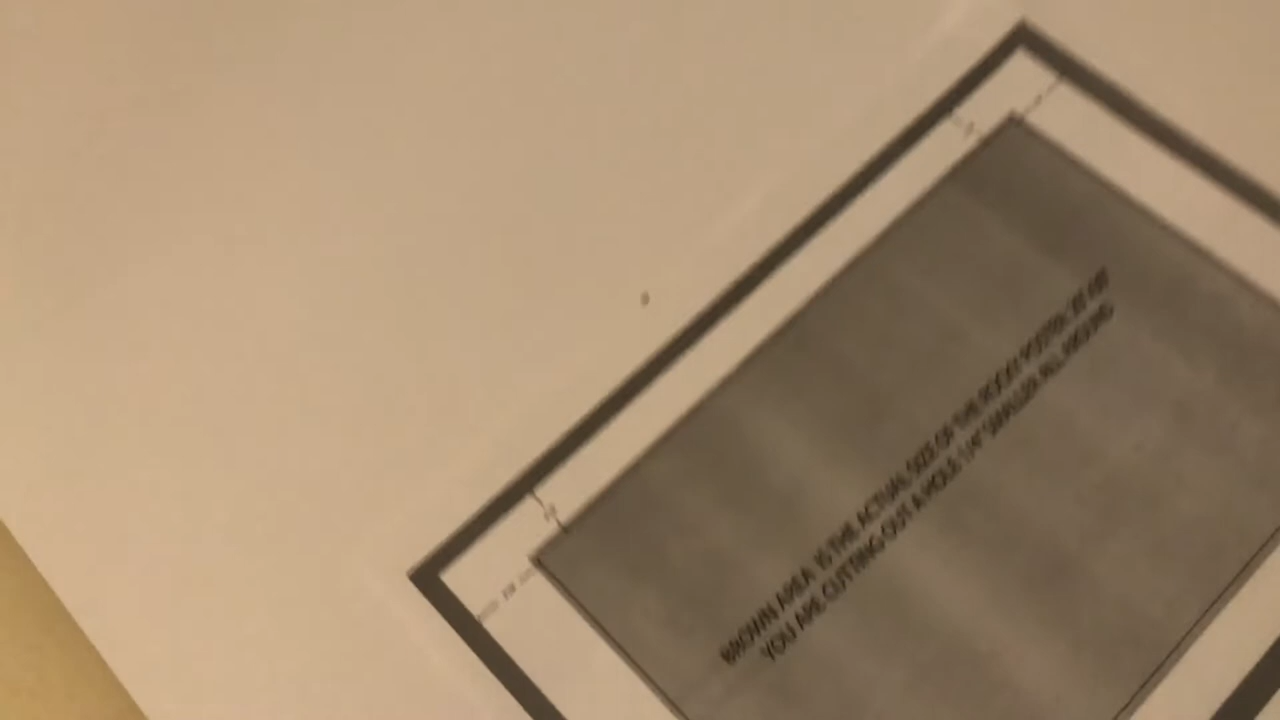 BROWN AREA IS THE ACTUAL SIZE OF THE ROCKY POSTER
YOU ARE CUTTING OUT A HOLE 1/4" SMALLER ALL AROUND